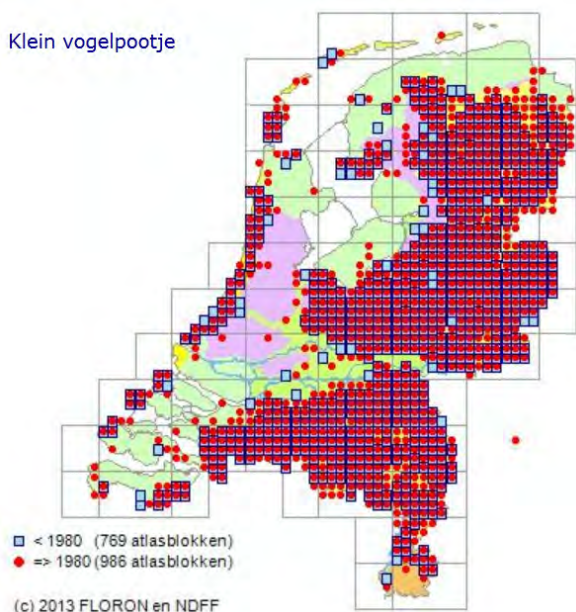 Klein vogelpootje
< 1980 (769 atlasblokken)
=> 1980 (986 atlasblokken)
(c) 2013 FLORON en NDFF